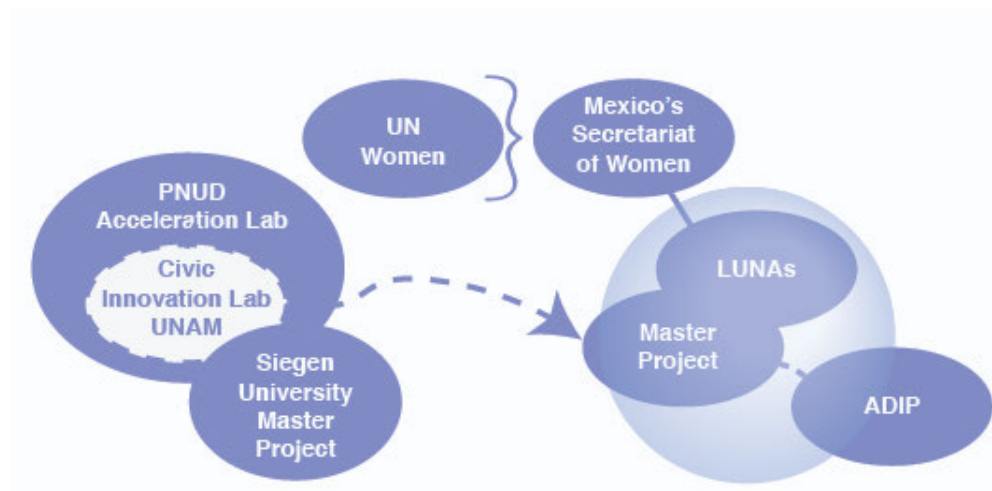 UN
Women
Mexico's
Secretariat
of Women
PNUD
Acceleration Lab
Civic
Innovation Lab
UNAM
Siegen
University
Master
Project
LUNAs
Master
Project
ADIP